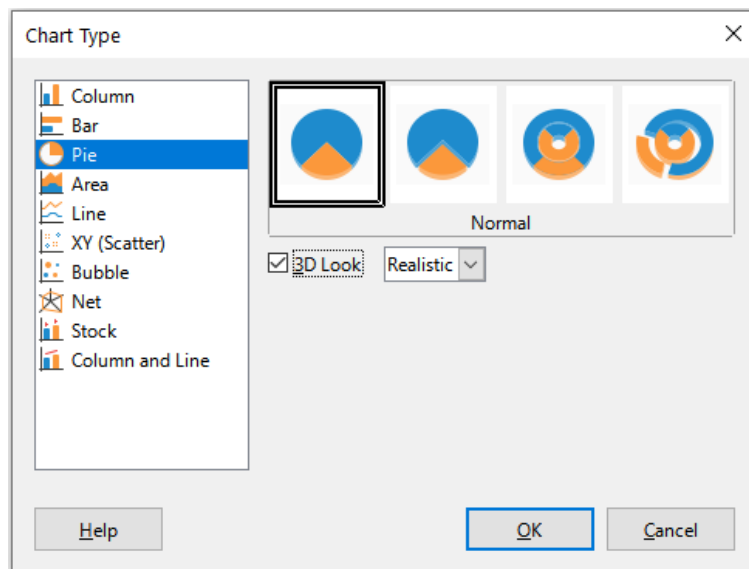 Chart Type
Column
Bar
Pie
Area
Line
XY (Scatter)
Bubble
Net
Stock
Column and Line
Normal
3D Look Realistic
Help OK Cancel